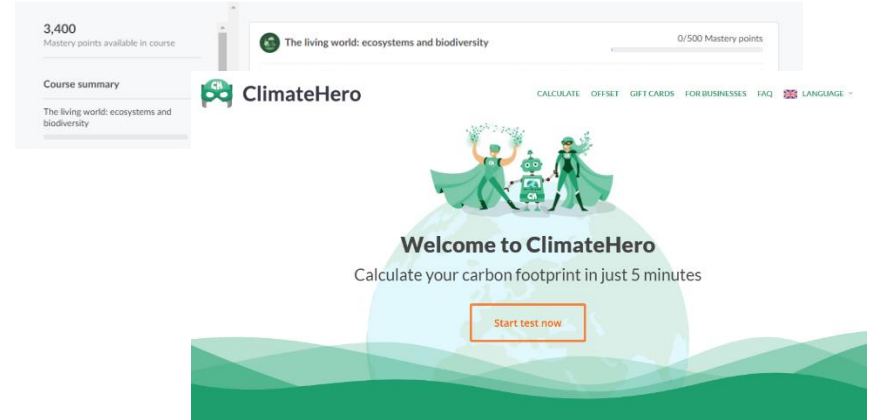 3,400
Mastery points available in course
Course summary
The living world: ecosystems and
biodiversity
The living world: ecosystems and biodiversity
0/500 Mastery points
CH
ClimateHero
CALCULATE OFFSET GIFT CARDS FOR BUSINESSES FAQ LANGUAGE
CH
Welcome to ClimateHero
Calculate your carbon footprint in just 5 minutes
Start test now